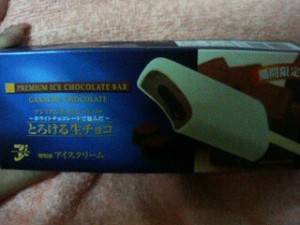 PREMIUM ICE CHOCOLATE BAR
GANACHE CHOCOLATE
期間限定
～ホワイトチョコレートで包んだ～
とろける生チョコ
アイスクリーム